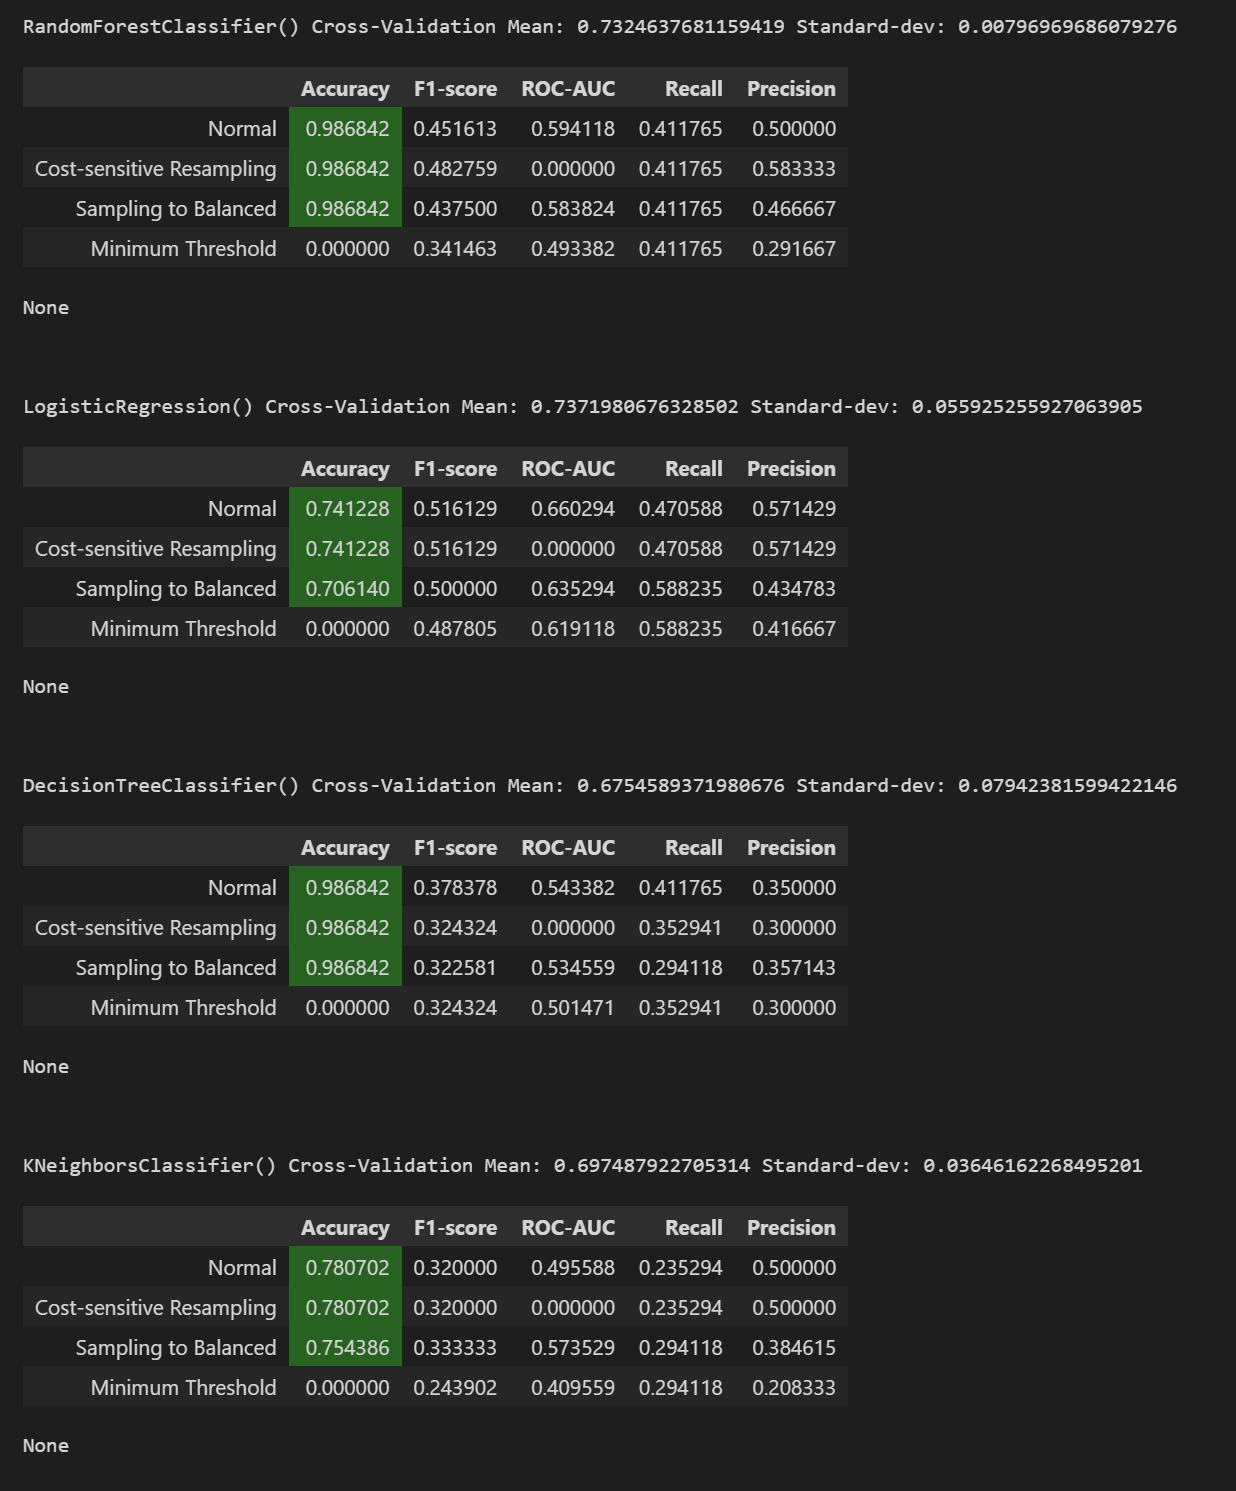 RandomForestClassifier() Cross-Validation Mean: 0.7324637681159419 Standard-dev: 0.00796969686079276
Accuracy F1-score ROC-AUC Recall Precision
Normal 0.986842 0.451613 0.594118 0.411765 0.500000
Cost-sensitive Resampling 0.986842 0.482759 0.000000 0.411765 0.583333
Sampling to Balanced 0.986842 0.437500 0.583824 0.411765 0.466667
Minimum Threshold 0.000000 0.341463 0.493382 0.411765 0.291667
None
LogisticRegression() Cross-Validation Mean: 0.7371980676328502 Standard-dev: 0.055925255927063905
Accuracy F1-score ROC-AUC Recall Precision
Normal 0.741228 0.516129 0.660294 0.470588 0.571429
Cost-sensitive Resampling 0.741228 0.516129 0.000000 0.470588 0.571429
Sampling to Balanced 0.706140 0.500000 0.635294 0.588235 0.434783
Minimum Threshold 0.000000 0.487805 0.619118 0.588235 0.416667
None
DecisionTreeClassifier() Cross-Validation Mean: 0.6754589371980676 Standard-dev: 0.07942381599422146
Accuracy F1-score ROC-AUC Recall Precision
Normal 0.986842 0.378378 0.543382 0.411765 0.350000
Cost-sensitive Resampling 0.986842 0.324324 0.000000 0.352941 0.300000
Sampling to Balanced 0.986842 0.322581 0.534559 0.294118 0.357143
Minimum Threshold 0.000000 0.324324 0.501471 0.352941 0.300000
None
KNeighborsClassifier() Cross-Validation Mean: 0.697487922705314 Standard-dev: 0.03646162268495201
Accuracy F1-score ROC-AUC Recall Precision
Normal 0.780702 0.320000 0.495588 0.235294 0.500000
Cost-sensitive Resampling 0.780702 0.320000 0.000000 0.235294 0.500000
Sampling to Balanced 0.754386 0.333333 0.573529 0.294118 0.384615
Minimum Threshold 0.000000 0.243902 0.409559 0.294118 0.208333
None